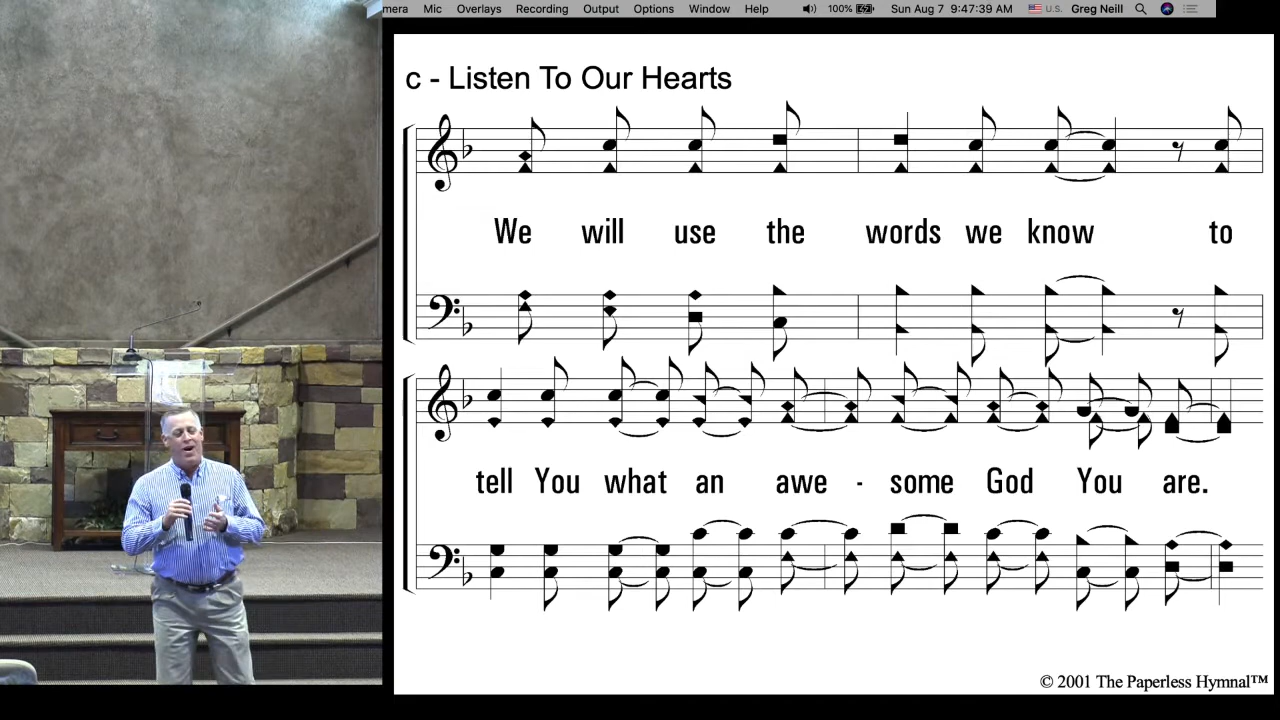 mera Mic Overlays Recording Output Options Window Help 100% Sun Aug 7 9:47:39 AM U.S. Greg Neill
c - Listen To Our Hearts
We will use the words we know to
tell You what an awe - some God You are.
© 2001 The Paperless Hymnal™